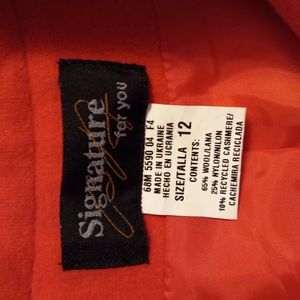 Signature
for you
68M 5590 04 F4
MADE IN UKRAINE
HECHO EN UCRANIA
SIZE/TALLA 12
CONTENTS:
65% WOOL/LANA
25% NYLON/NILON
10% RECYCLED CASHMERE/
CACHEMIRA RECICLADA